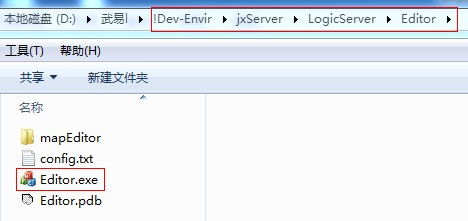 本地磁盘 (D:) ▸ 武易l ▸ !Dev-Envir ▸ jxServer ▸ LogicServer ▸ Editor ▸
工具(T) 帮助(H)
共享 新建文件夹
名称
mapEditor
config.txt
Editor.exe
Editor.pdb